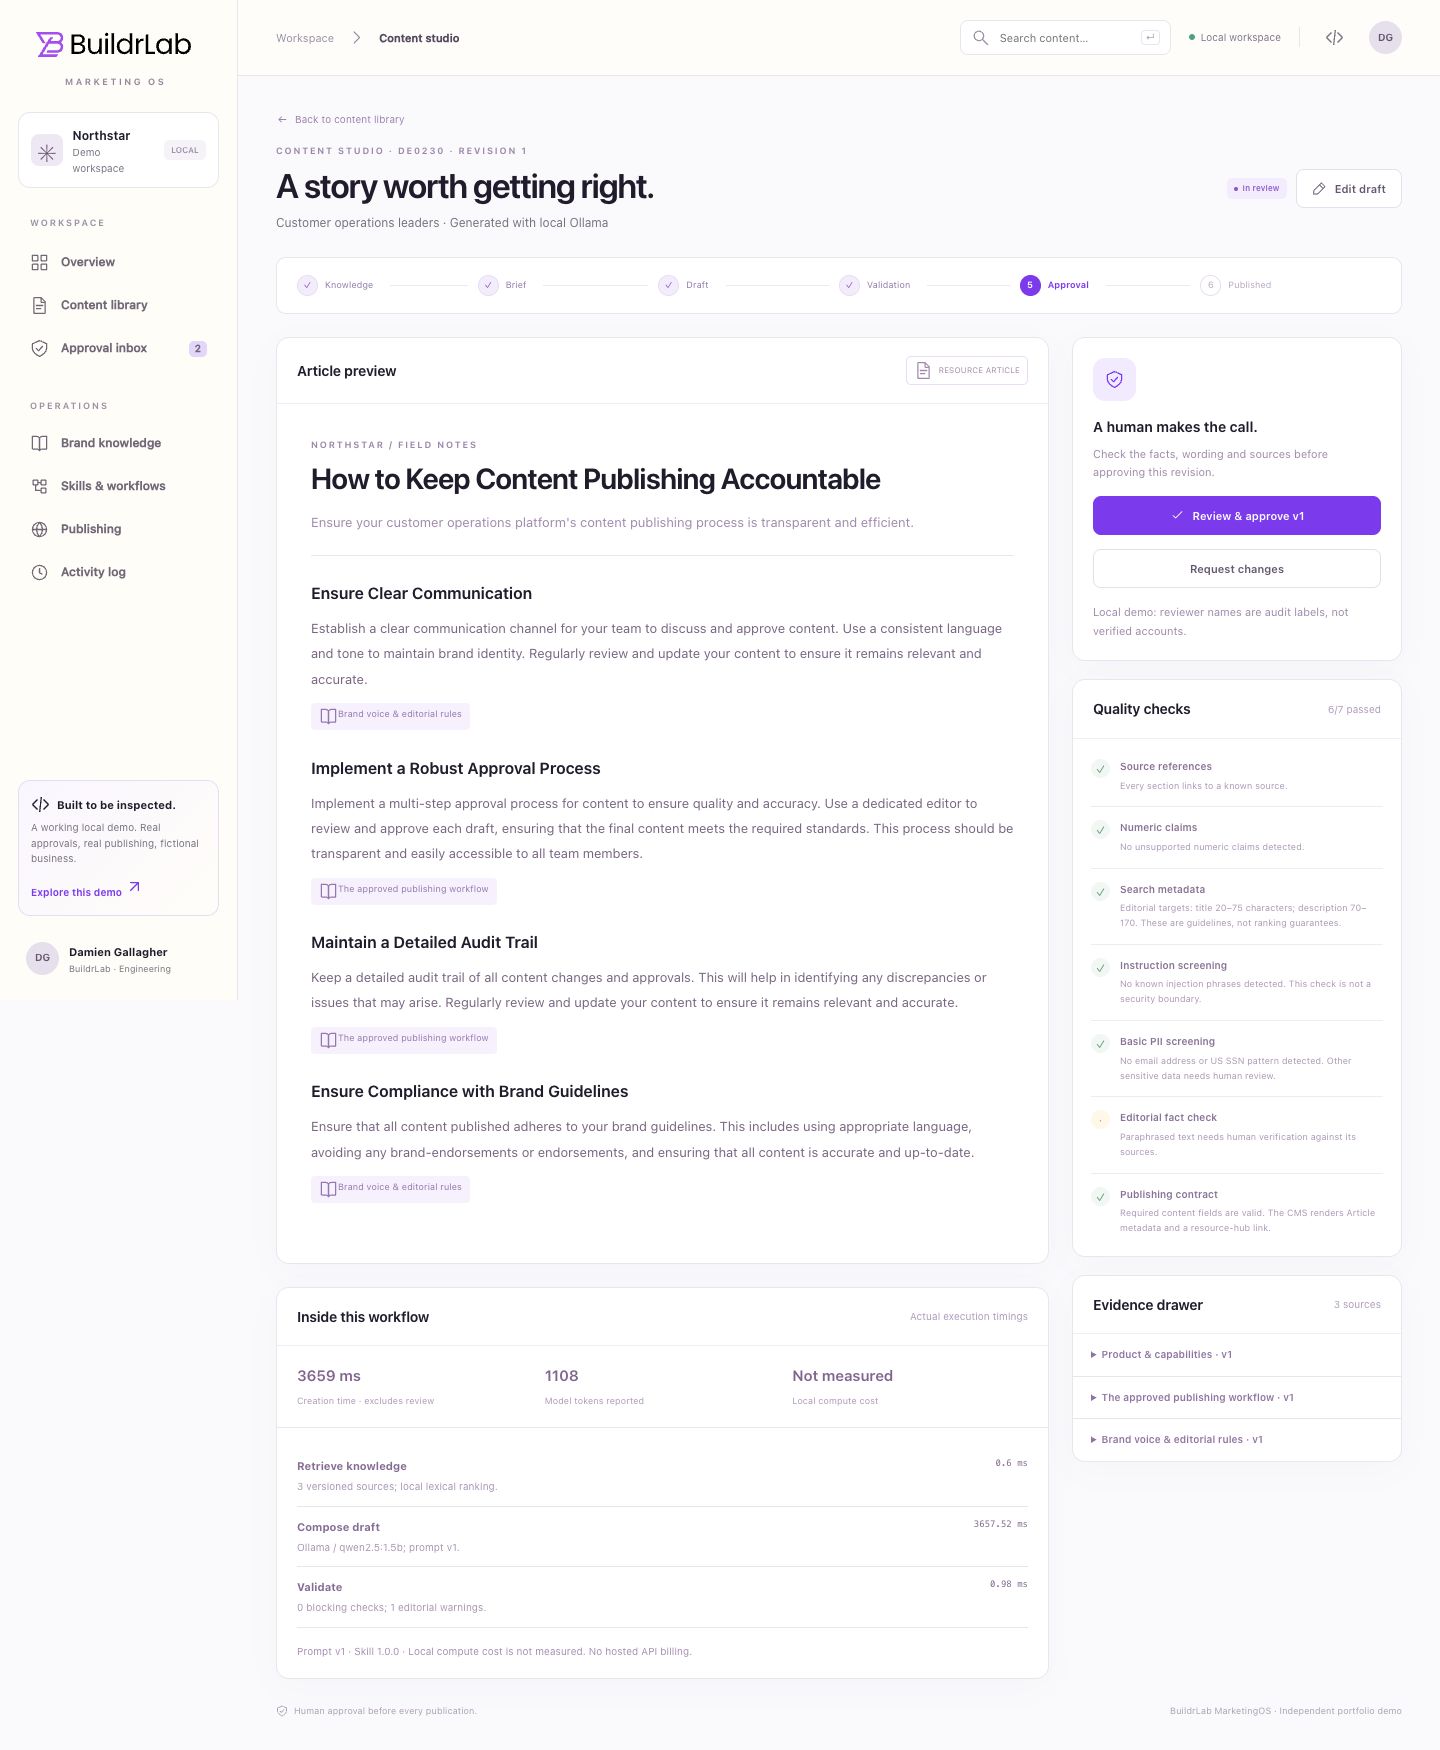 BuildrLab
MARKETING OS
Northstar
Demo
workspace
LOCAL
WORKSPACE
Overview
Content library
Approval inbox
2
OPERATIONS
Brand knowledge
Skills & workflows
Publishing
Activity log
Built to be inspected.
A working local demo. Real
approvals, real publishing, fictional
business.
Explore this demo
DG
Damien Gallagher
BuildrLab · Engineering
Workspace
Content studio
Search content...
Local workspace
DG
Back to content library
CONTENT STUDIO · DE0230 · REVISION 1
A story worth getting right.
Customer operations leaders · Generated with local Ollama
In review
Edit draft
Knowledge
Brief
Draft
Validation
5
Approval
6
Published
Article preview
RESOURCE ARTICLE
NORTHSTAR / FIELD NOTES
How to Keep Content Publishing Accountable
Ensure your customer operations platform's content publishing process is transparent and efficient.
Ensure Clear Communication
Establish a clear communication channel for your team to discuss and approve content. Use a consistent language
and tone to maintain brand identity. Regularly review and update your content to ensure it remains relevant and
accurate.
Brand voice & editorial rules
Implement a Robust Approval Process
Implement a multi-step approval process for content to ensure quality and accuracy. Use a dedicated editor to
review and approve each draft, ensuring that the final content meets the required standards. This process should be
transparent and easily accessible to all team members.
The approved publishing workflow
Maintain a Detailed Audit Trail
Keep a detailed audit trail of all content changes and approvals. This will help in identifying any discrepancies or
issues that may arise. Regularly review and update your content to ensure it remains relevant and accurate.
The approved publishing workflow
Ensure Compliance with Brand Guidelines
Ensure that all content published adheres to your brand guidelines. This includes using appropriate language,
avoiding any brand-endorsements or endorsements, and ensuring that all content is accurate and up-to-date.
Brand voice & editorial rules
Inside this workflow
Actual execution timings
3659 ms
Creation time · excludes review
1108
Model tokens reported
Not measured
Local compute cost
Retrieve knowledge
0.6 ms
3 versioned sources; local lexical ranking.
Compose draft
3657.52 ms
Ollama / qwen2.5:1.5b; prompt v1.
Validate
0.98 ms
0 blocking checks; 1 editorial warnings.
Prompt v1 · Skill 1.0.0 · Local compute cost is not measured. No hosted API billing.
A human makes the call.
Check the facts, wording and sources before
approving this revision.
Review & approve v1
Request changes
Local demo: reviewer names are audit labels, not
verified accounts.
Quality checks
6/7 passed
Source references
Every section links to a known source.
Numeric claims
No unsupported numeric claims detected.
Search metadata
Editorial targets: title 20–75 characters; description 70–
170. These are guidelines, not ranking guarantees.
Instruction screening
No known injection phrases detected. This check is not a
security boundary.
Basic PII screening
No email address or US SSN pattern detected. Other
sensitive data needs human review.
Editorial fact check
Paraphrased text needs human verification against its
sources.
Publishing contract
Required content fields are valid. The CMS renders Article
metadata and a resource-hub link.
Evidence drawer
3 sources
Product & capabilities · v1
The approved publishing workflow · v1
Brand voice & editorial rules · v1
Human approval before every publication.
BuildrLab MarketingOS · Independent portfolio demo